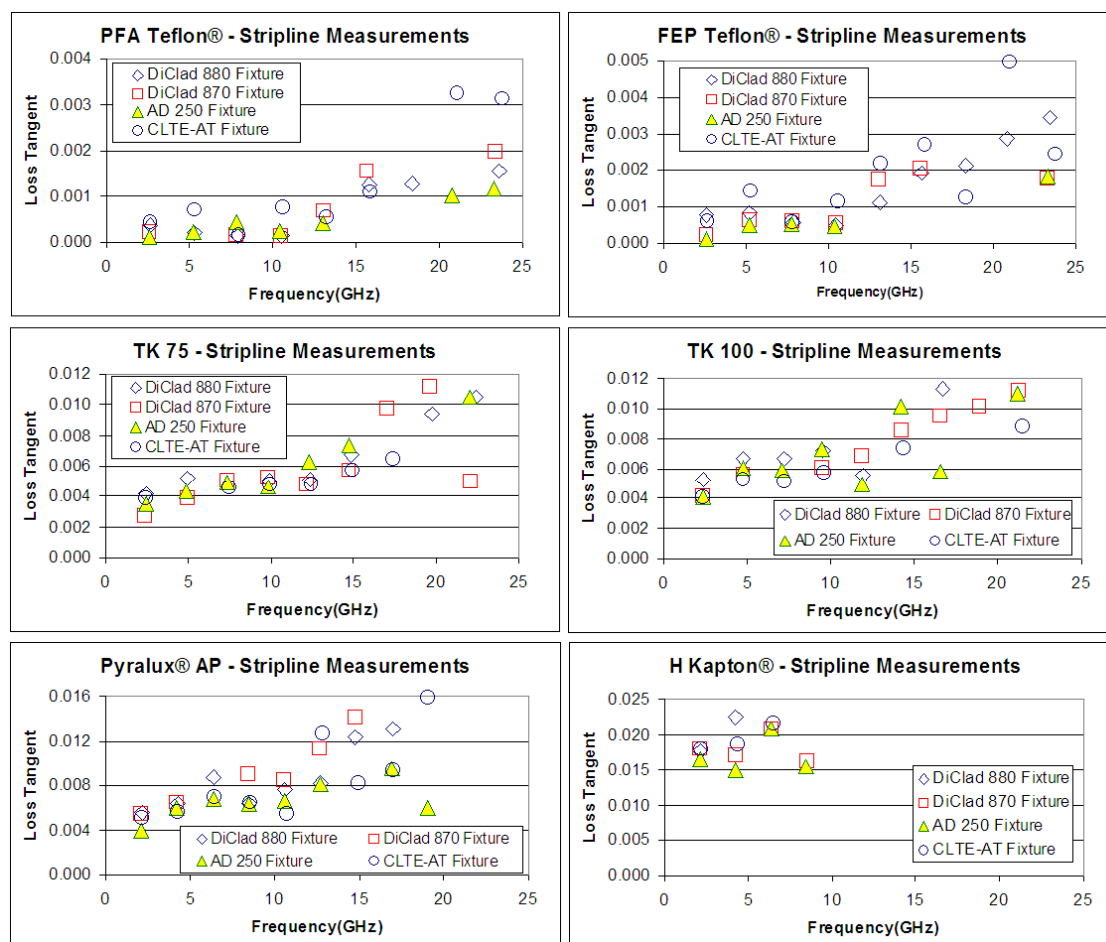 PFA Teflon® - Stripline Measurements
Loss Tangent
0.004
0.003
0.002
0.001
0.000
DiClad 880 Fixture
DiClad 870 Fixture
AD 250 Fixture
CLTE-AT Fixture
0 5 10 15 20 25
Frequency(GHz)
FEP Teflon® - Stripline Measurements
Loss Tangent
0.005
0.004
0.003
0.002
0.001
0.000
DiClad 880 Fixture
DiClad 870 Fixture
AD 250 Fixture
CLTE-AT Fixture
0 5 10 15 20 25
Frequency(GHz)
TK 75 - Stripline Measurements
Loss Tangent
0.012
0.010
0.008
0.006
0.004
0.002
0.000
DiClad 880 Fixture
DiClad 870 Fixture
AD 250 Fixture
CLTE-AT Fixture
0 5 10 15 20 25
Frequency(GHz)
TK 100 - Stripline Measurements
Loss Tangent
0.012
0.010
0.008
0.006
0.004
0.002
0.000
DiClad 880 Fixture DiClad 870 Fixture
AD 250 Fixture CLTE-AT Fixture
0 5 10 15 20 25
Frequency(GHz)
Pyralux® AP - Stripline Measurements
Loss Tangent
0.016
0.012
0.008
0.004
0.000
DiClad 880 Fixture DiClad 870 Fixture
AD 250 Fixture CLTE-AT Fixture
0 5 10 15 20 25
Frequency(GHz)
H Kapton® - Stripline Measurements
Loss Tangent
0.025
0.020
0.015
0.010
0.005
0.000
DiClad 880 Fixture
DiClad 870 Fixture
AD 250 Fixture
CLTE-AT Fixture
0 5 10 15 20 25
Frequency(GHz)